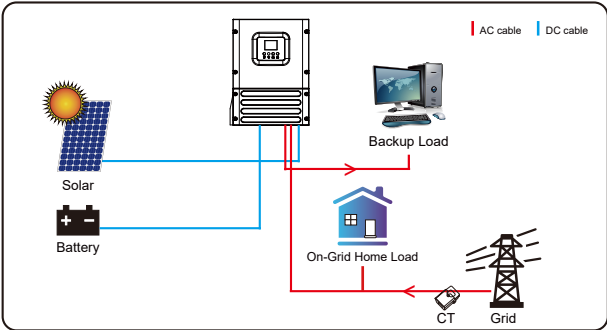 AC cable
DC cable
Backup Load
Solar
Battery
On-Grid Home Load
CT
Grid